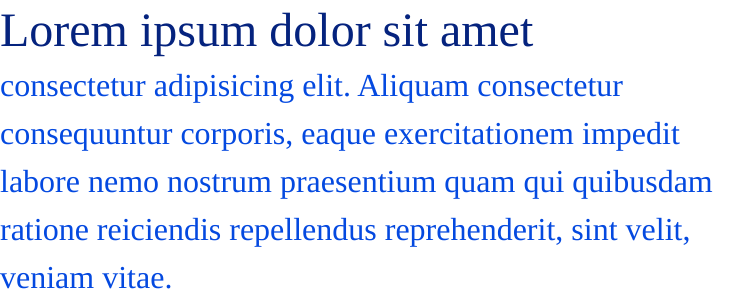 Lorem ipsum dolor sit amet
consectetur adipisicing elit. Aliquam consectetur
consequuntur corporis, eaque exercitationem impedit
labore nemo nostrum praesentium quam qui quibusdam
ratione reiciendis repellendus reprehenderit, sint velit,
veniam vitae.